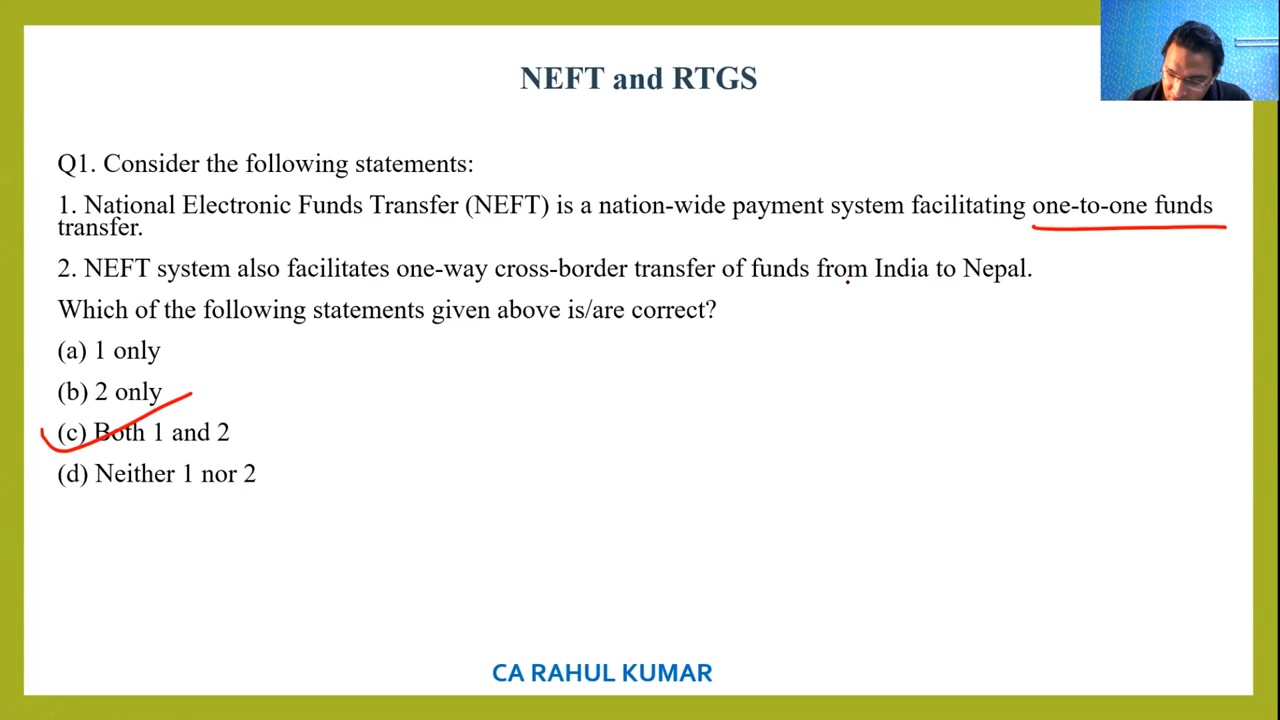 NEFT and RTGS
Q1. Consider the following statements:
1. National Electronic Funds Transfer (NEFT) is a nation-wide payment system facilitating one-to-one funds
transfer.
2. NEFT system also facilitates one-way cross-border transfer of funds from India to Nepal.
Which of the following statements given above is/are correct?
(a) 1 only
(b) 2 only
(c) Both 1 and 2
(d) Neither 1 nor 2
CA RAHUL KUMAR